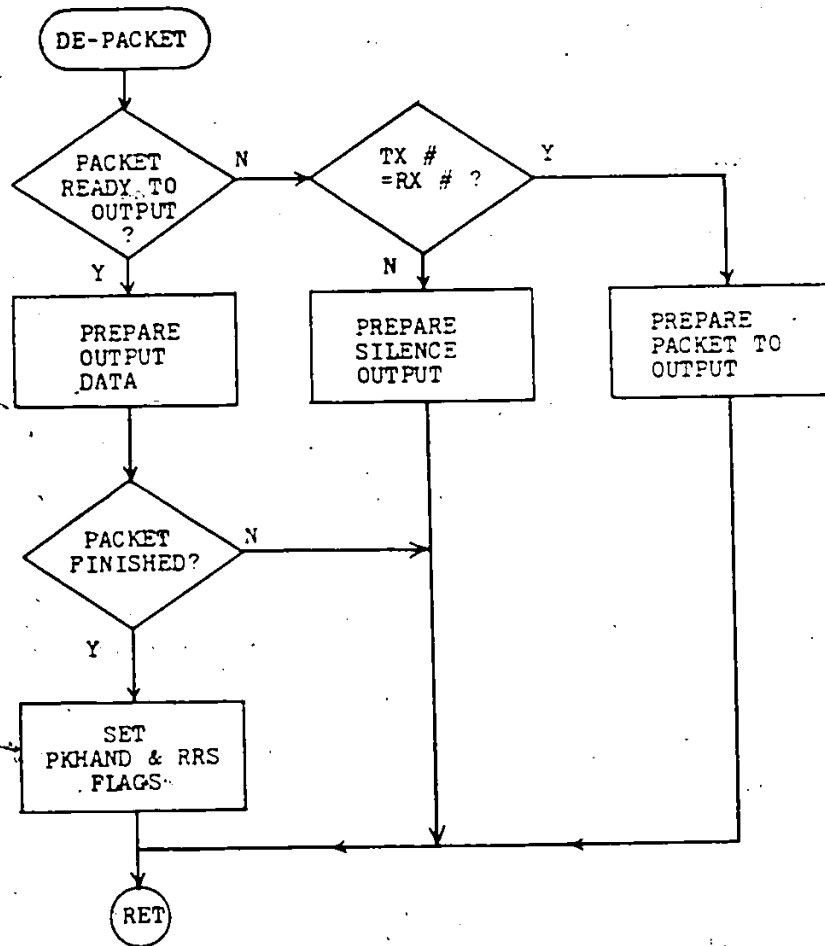 DE-PACKET
PACKET
READY TO
OUTPUT
?
N
TX #
=RX # ?
Y
Y
N
PREPARE
OUTPUT
DATA
PREPARE
SILENCE
OUTPUT
PREPARE
PACKET TO
OUTPUT
PACKET
FINISHED?
N
Y
SET
PKHAND & RRS
FLAGS
RET